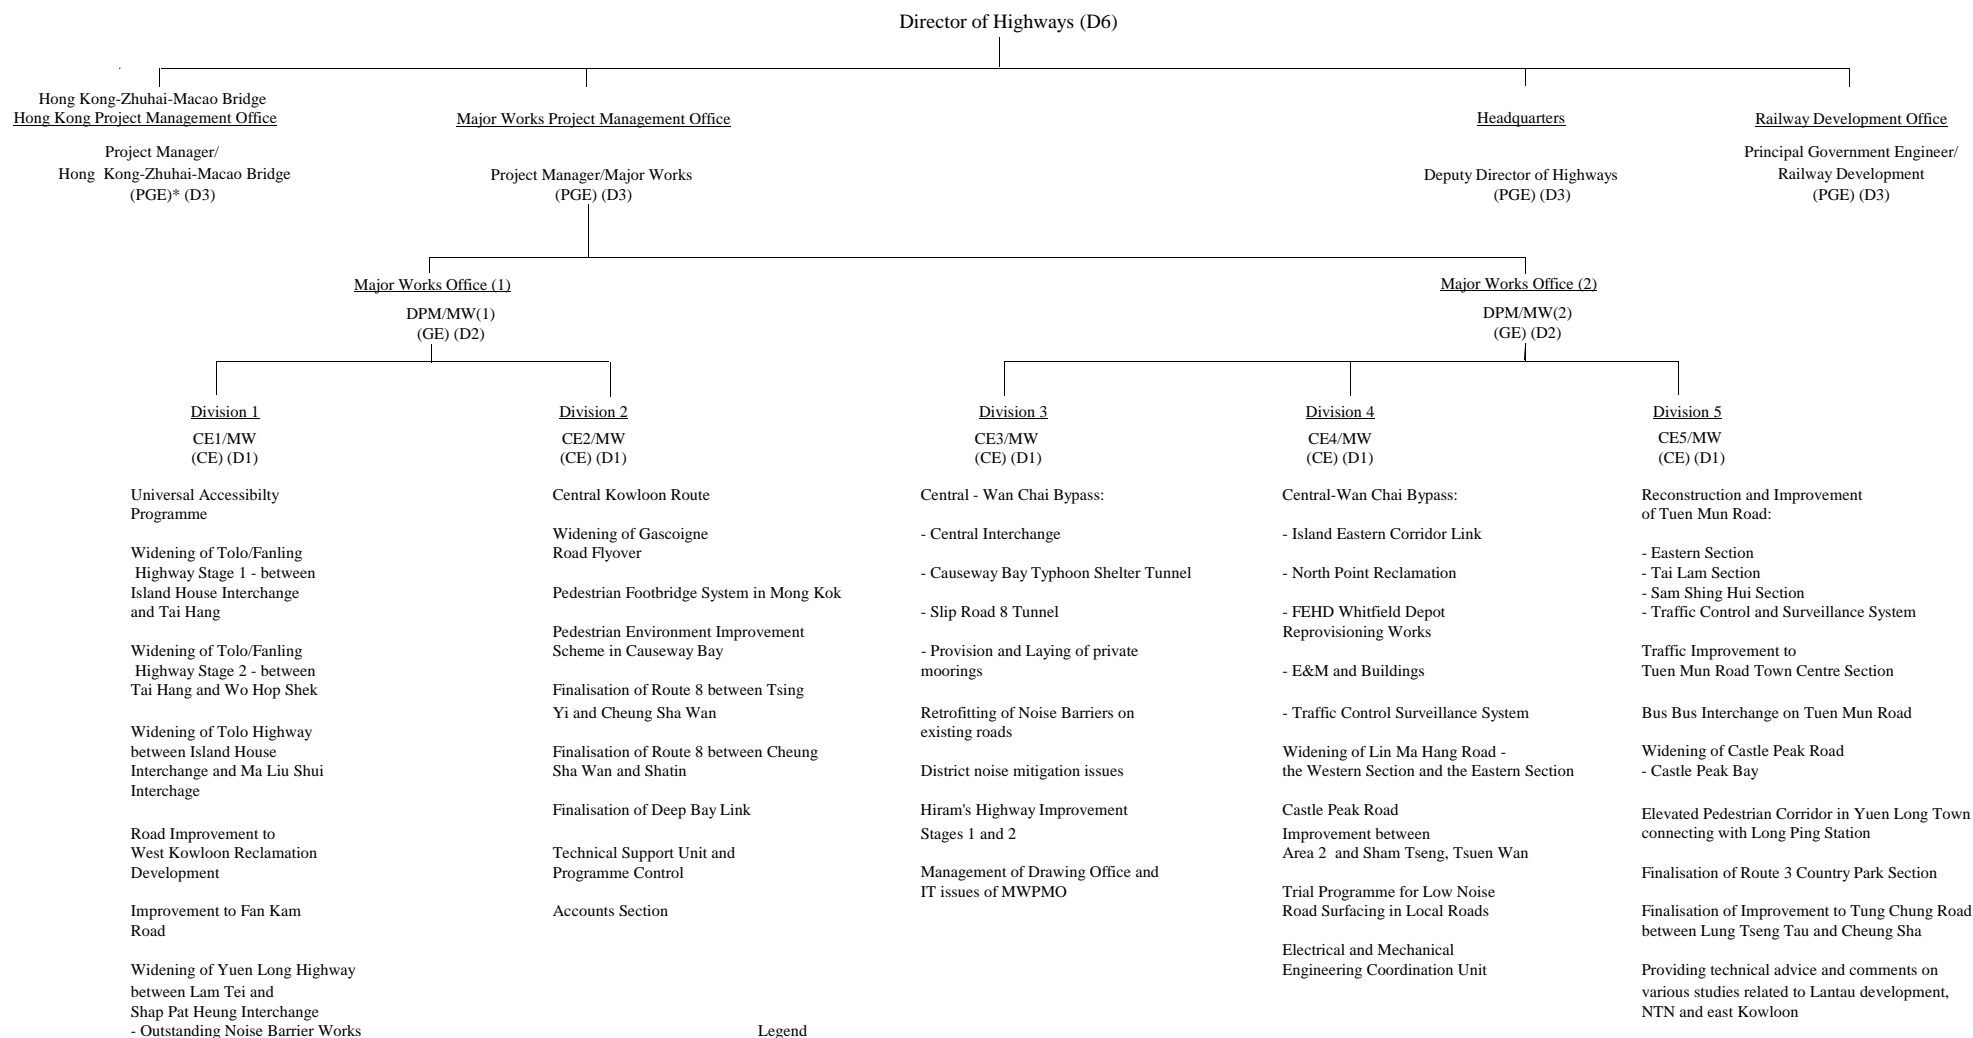 Director of Highways (D6)
Hong Kong-Zhuhai-Macao Bridge
Hong Kong Project Management Office
Project Manager/
Hong Kong-Zhuhai-Macao Bridge
(PGE)* (D3)
Major Works Project Management Office
Project Manager/Major Works
(PGE) (D3)
Headquarters
Deputy Director of Highways
(PGE) (D3)
Railway Development Office
Principal Government Engineer/
Railway Development
(PGE) (D3)
Major Works Office (1)
DPM/MW(1)
(GE) (D2)
Major Works Office (2)
DPM/MW(2)
(GE) (D2)
Division 1
CE1/MW
(CE) (D1)
Universal Accessibilty
Programme
Widening of Tolo/Fanling
Highway Stage 1 - between
Island House Interchange
and Tai Hang
Widening of Tolo/Fanling
Highway Stage 2 - between
Tai Hang and Wo Hop Shek
Widening of Tolo Highway
between Island House
Interchange and Ma Liu Shui
Interchage
Road Improvement to
West Kowloon Reclamation
Development
Improvement to Fan Kam
Road
Widening of Yuen Long Highway
between Lam Tei and
Shap Pat Heung Interchange
- Outstanding Noise Barrier Works
Division 2
CE2/MW
(CE) (D1)
Central Kowloon Route
Widening of Gascoigne
Road Flyover
Pedestrian Footbridge System in Mong Kok
Pedestrian Environment Improvement
Scheme in Causeway Bay
Finalisation of Route 8 between Tsing
Yi and Cheung Sha Wan
Finalisation of Route 8 between Cheung
Sha Wan and Shatin
Finalisation of Deep Bay Link
Technical Support Unit and
Programme Control
Accounts Section
Division 3
CE3/MW
(CE) (D1)
Central - Wan Chai Bypass:
- Central Interchange
- Causeway Bay Typhoon Shelter Tunnel
- Slip Road 8 Tunnel
- Provision and Laying of private
moorings
Retrofitting of Noise Barriers on
existing roads
District noise mitigation issues
Hiram's Highway Improvement
Stages 1 and 2
Management of Drawing Office and
IT issues of MWPMO
Division 4
CE4/MW
(CE) (D1)
Central-Wan Chai Bypass:
- Island Eastern Corridor Link
- North Point Reclamation
- FEHD Whitfield Depot
Reprovisioning Works
- E&M and Buildings
- Traffic Control Surveillance System
Widening of Lin Ma Hang Road -
the Western Section and the Eastern Section
Castle Peak Road
Improvement between
Area 2 and Sham Tseng, Tsuen Wan
Trial Programme for Low Noise
Road Surfacing in Local Roads
Electrical and Mechanical
Engineering Coordination Unit
Division 5
CE5/MW
(CE) (D1)
Reconstruction and Improvement
of Tuen Mun Road:
- Eastern Section
- Tai Lam Section
- Sam Shing Hui Section
- Traffic Control and Surveillance System
Traffic Improvement to
Tuen Mun Road Town Centre Section
Bus Bus Interchange on Tuen Mun Road
Widening of Castle Peak Road
- Castle Peak Bay
Elevated Pedestrian Corridor in Yuen Long Town
connecting with Long Ping Station
Finalisation of Route 3 Country Park Section
Finalisation of Improvement to Tung Chung Road
between Lung Tseng Tau and Cheung Sha
Providing technical advice and comments on
various studies related to Lantau development,
NTN and east Kowloon
Legend